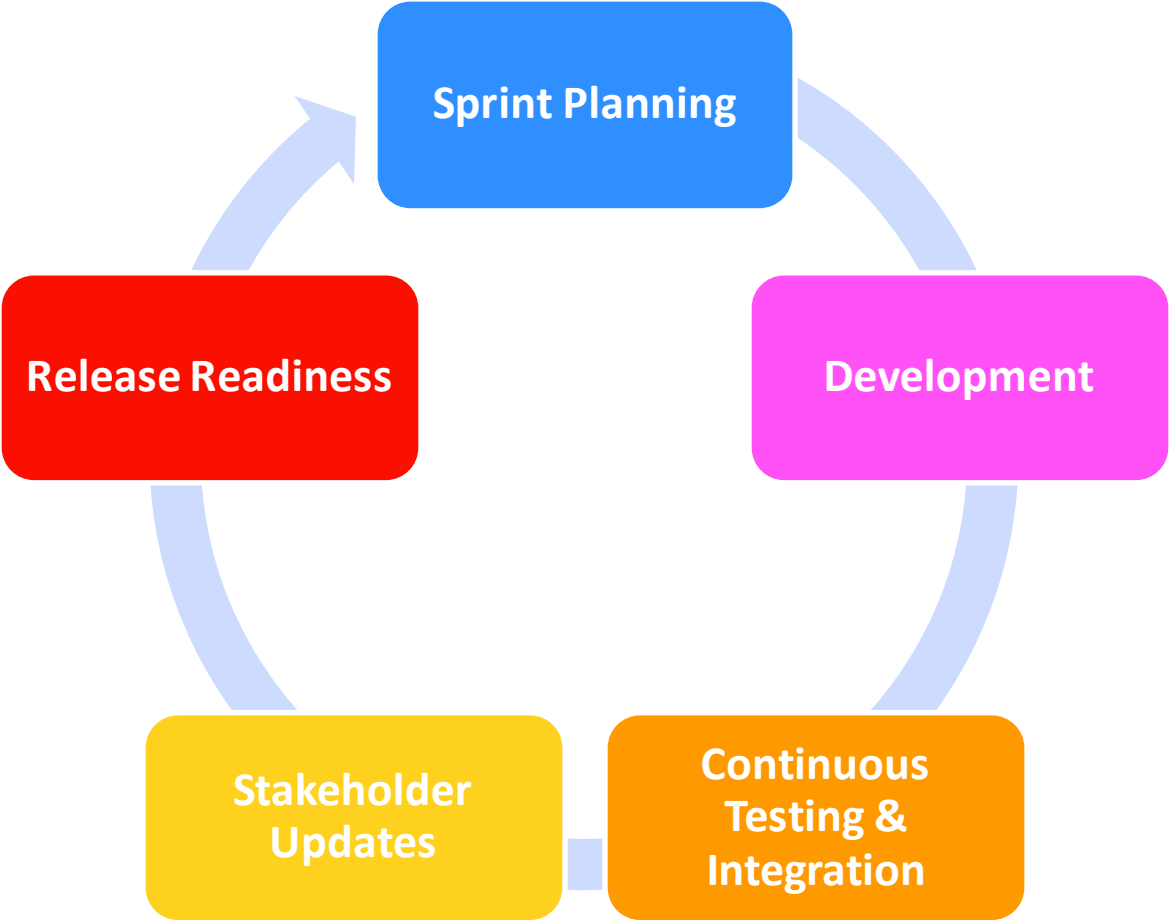 Sprint Planning
Development
Continuous
Testing &
Integration
Stakeholder
Updates
Release Readiness